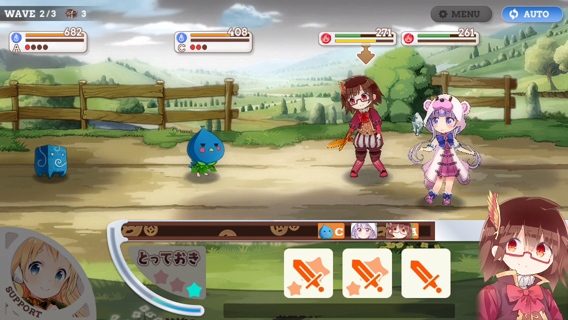 WAVE 2/3
3
MENU
AUTO
682
A
408
C
271
261
C
とっておき
SUPPORT